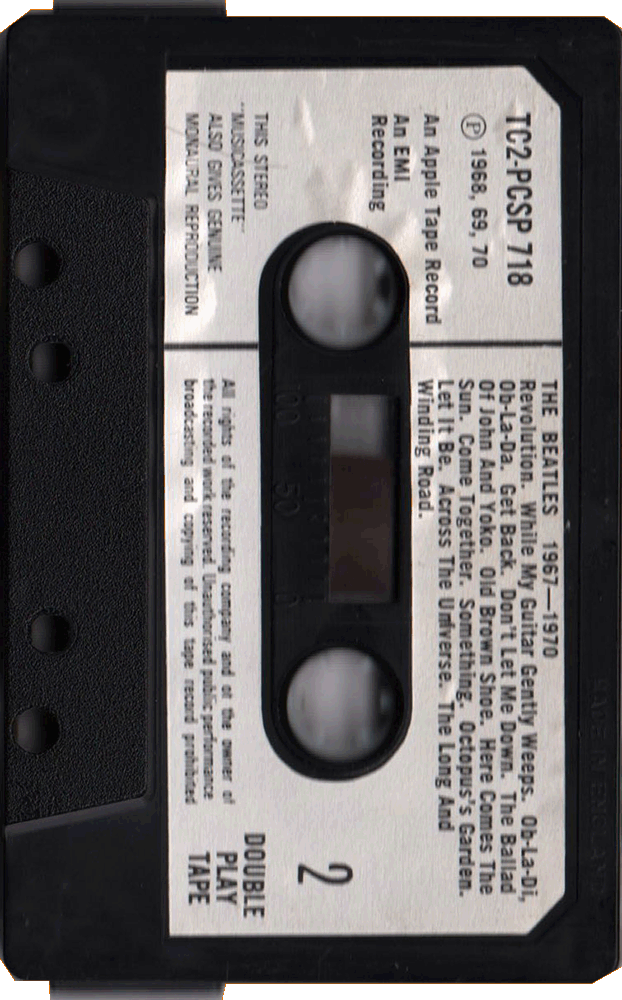 TC2-PCSP 718
Ⓟ 1968, 69, 70
An Apple Tape Record
An EMI
Recording
THIS STEREO
"MUSICASSETTE"
ALSO GIVES GENUINE
MONAURAL REPRODUCTION
THE BEATLES 1967—1970
Revolution. While My Guitar Gently Weeps. Ob-La-Di,
Ob-La-Da. Get Back. Don't Let Me Down. The Ballad
Of John And Yoko. Old Brown Shoe. Here Comes The
Sun. Come Together. Something. Octopus's Garden.
Let It Be. Across The Universe. The Long And
Winding Road.
100 50 0
2
All rights of the recording company and of the owner of
the recorded work reserved. Unauthorised public performance
broadcasting and copying of this tape record prohibited
DOUBLE
PLAY
TAPE
MADE IN ENGLAND